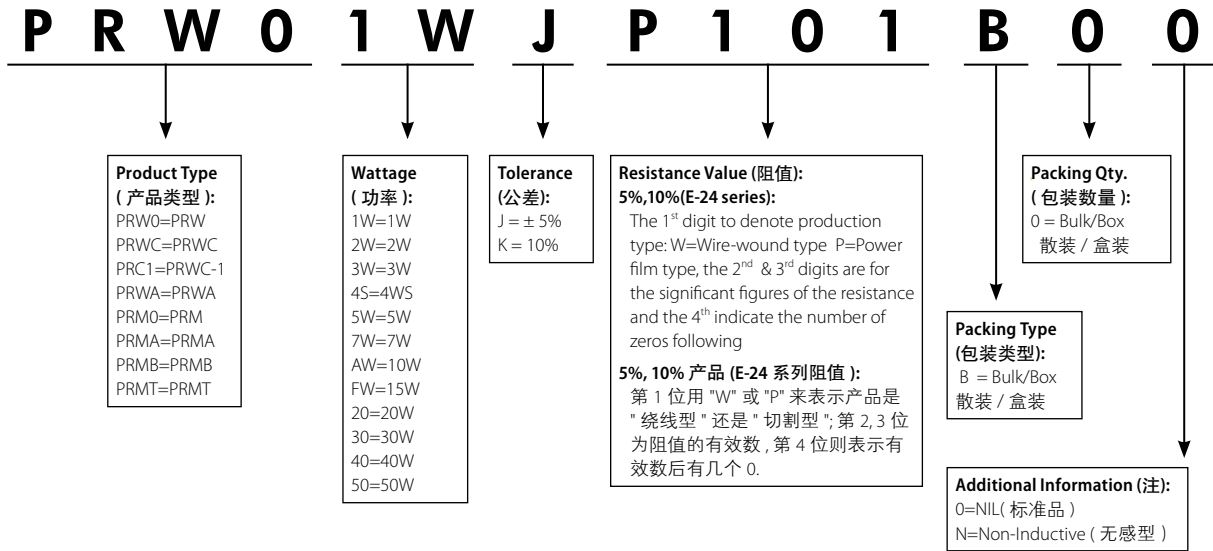 P R W 0 1 W J P 1 0 1 B 0 0
Product Type
( 产品类型 ):
PRW0=PRW
PRWC=PRWC
PRC1=PRWC-1
PRWA=PRWA
PRM0=PRM
PRMA=PRMA
PRMB=PRMB
PRMT=PRMT
Wattage
( 功率 ):
1W=1W
2W=2W
3W=3W
4S=4WS
5W=5W
7W=7W
AW=10W
FW=15W
20=20W
30=30W
40=40W
50=50W
Tolerance
(公差):
J = ± 5%
K = 10%
Resistance Value (阻值):
5%,10%(E-24 series):
The 1st digit to denote production
type: W=Wire-wound type P=Power
film type, the 2nd & 3rd digits are for
the significant figures of the resistance
and the 4th indicate the number of
zeros following
5%, 10% 产品 (E-24 系列阻值 ):
第 1 位用 "W" 或 "P" 来表示产品是
" 绕线型 " 还是 " 切割型 "; 第 2, 3 位
为阻值的有效数 , 第 4 位则表示有
效数后有几个 0.
Packing Qty.
( 包装数量 ):
0 = Bulk/Box
散装 / 盒装
Packing Type
(包装类型):
B = Bulk/Box
散装 / 盒装
Additional Information (注):
0=NIL( 标准品 )
N=Non-Inductive ( 无感型 )